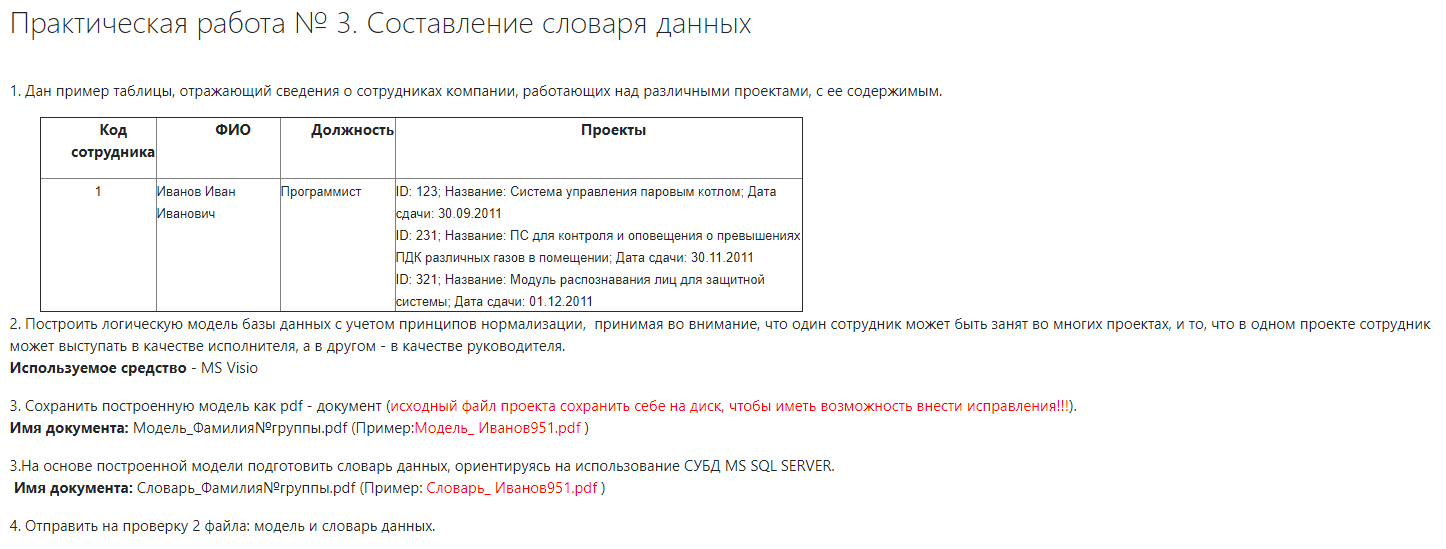 Практическая работа № 3. Составление словаря данных
1. Дан пример таблицы, отражающий сведения о сотрудниках компании, работающих над различными проектами, с ее содержимым.
Код сотрудника ФИО Должность Проекты
1 Иванов Иван Иванович Программист
ID: 123; Название: Система управления паровым котлом; Дата
сдачи: 30.09.2011
ID: 231; Название: ПС для контроля и оповещения о превышениях
ПДК различных газов в помещении; Дата сдачи: 30.11.2011
ID: 321; Название: Модуль распознавания лиц для защитной
системы; Дата сдачи: 01.12.2011
2. Построить логическую модель базы данных с учетом принципов нормализации, принимая во внимание, что один сотрудник может быть занят во многих проектах, и то, что в одном проекте сотрудник
может выступать в качестве исполнителя, а в другом - в качестве руководителя.
Используемое средство - MS Visio
3. Сохранить построенную модель как pdf - документ (исходный файл проекта сохранить себе на диск, чтобы иметь возможность внести исправления!!!).
Имя документа: Модель_Фамилия№группы.pdf (Пример:Модель_ Иванов951.pdf )
3.На основе построенной модели подготовить словарь данных, ориентируясь на использование СУБД MS SQL SERVER.
Имя документа: Словарь_Фамилия№группы.pdf (Пример: Словарь_ Иванов951.pdf )
4. Отправить на проверку 2 файла: модель и словарь данных.